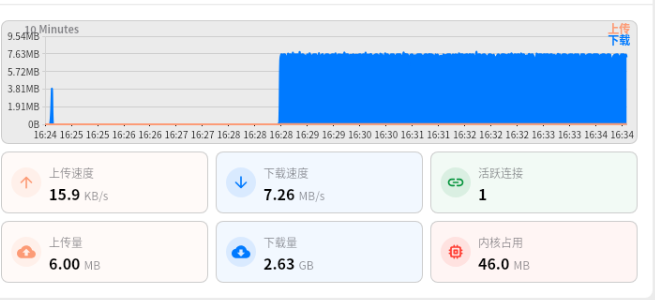 10 Minutes
上传
下载
9.54MB
7.63MB
5.72MB
3.81MB
1.91MB
0B
16:24 16:25 16:25 16:26 16:26 16:27 16:27 16:28 16:28 16:28 16:29 16:29 16:30 16:30 16:31 16:31 16:32 16:32 16:32 16:33 16:33 16:34 16:34
上传速度
15.9 KB/s
下载速度
7.26 MB/s
活跃连接
1
上传量
6.00 MB
下载量
2.63 GB
内核占用
46.0 MB